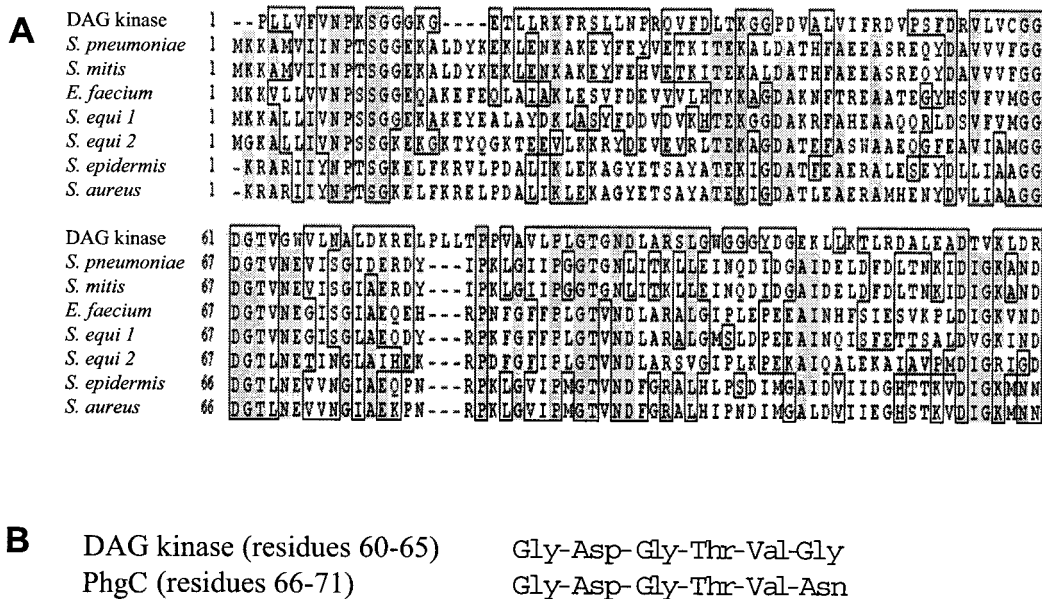 A
DAG kinase 1 --PLLVFVNPKSGGGKG----ETLLRKFRSLLNPRQVFDLTKGGPDVALVIFRDVPSFDRVLVCGG
S. pneumoniae 1 MKKAMVIINPTSGGEKALDYKEKLENKAKEYFEYVETKITEKALDATHFAEEASREQYDAVVVFGG
S. mitis 1 MKKAMVIINPTSGGEKALDYKEKLENKAKEYFEHVETKITEKALDATHFAEEASREQYDAVVVFGG
E. faecium 1 MKKVLLVVNPSSGGEQAKEFEQLAIAKLESVFDEVVVLHTKKAGDAKNFTREAATEGYHSVFVMGG
S. equi 1 1 MKKALLIVNPSSGGEKAKEYEALAYDKLASYFDDVDVKHTEKGGDAKRFAHEAAQQRLDSVFVMGG
S. equi 2 1 MGKALLIVNPSSGKEKGKTYQGKTEEVLKKRYDEVEVRLTEKAGDATEFASWAAEQGFEAVIAMGG
S. epidermis 1 -KRARIIYNPTSGKELFKRVLPDALIKLEKAGYETSAYATEKIGDATFEAERALESEYDLLIAAGG
S. aureus 1 -KRARIIYNPTSGKELFKRELPDALIKLEKAGYETSAYATEKIGDATLEAERAMHENYDVLIAAGG
DAG kinase 61 DGTVGWVLNALDKRELPLLTPPVAVLPLGTGNDLARSLGWGGGYDGEKLLKTLRDALEADTVKLDR
S. pneumoniae 67 DGTVNEVISGIDERDY---IPKLGIIPGGTGNLITKLLEINQDIDGAIDELDFDLTNKIDIGKAND
S. mitis 67 DGTVNEVISGIAERDY---IPKLGIIPGGTGNLITKLLEINQDIDGAIDELDFDLTNKIDIGKAND
E. faecium 67 DGTVNEGISGLAEQEH---RPNFGFFPLGTVNDLARALGIPLEPEEAINHFSIESVKPLDIGKVND
S. equi 1 67 DGTVNEGISGLAEQDY---RPKFGFFPLGTVNDLARALGMSLDPEEAINQISFETTSALDVGKIND
S. equi 2 67 DGTLNETINGLAIHEK---RPDFGFIPLGTVNDLARSVGIPLKPEKAIQALEKAIAVPMDIGRIGD
S. epidermis 66 DGTLNEVVNGIAEQPN---RPKLGVIPMGTVNDFGRALHLPSDIMGAIDVIIDGHTTKVDIGKMNN
S. aureus 66 DGTLNEVVNGIAEKPN---RPKLGVIPMGTVNDFGRALHIPNDIMGALDVIIEGHSTKVDIGKMNN
B
DAG kinase (residues 60-65) Gly-Asp-Gly-Thr-Val-Gly
PhgC (residues 66-71) Gly-Asp-Gly-Thr-Val-Asn